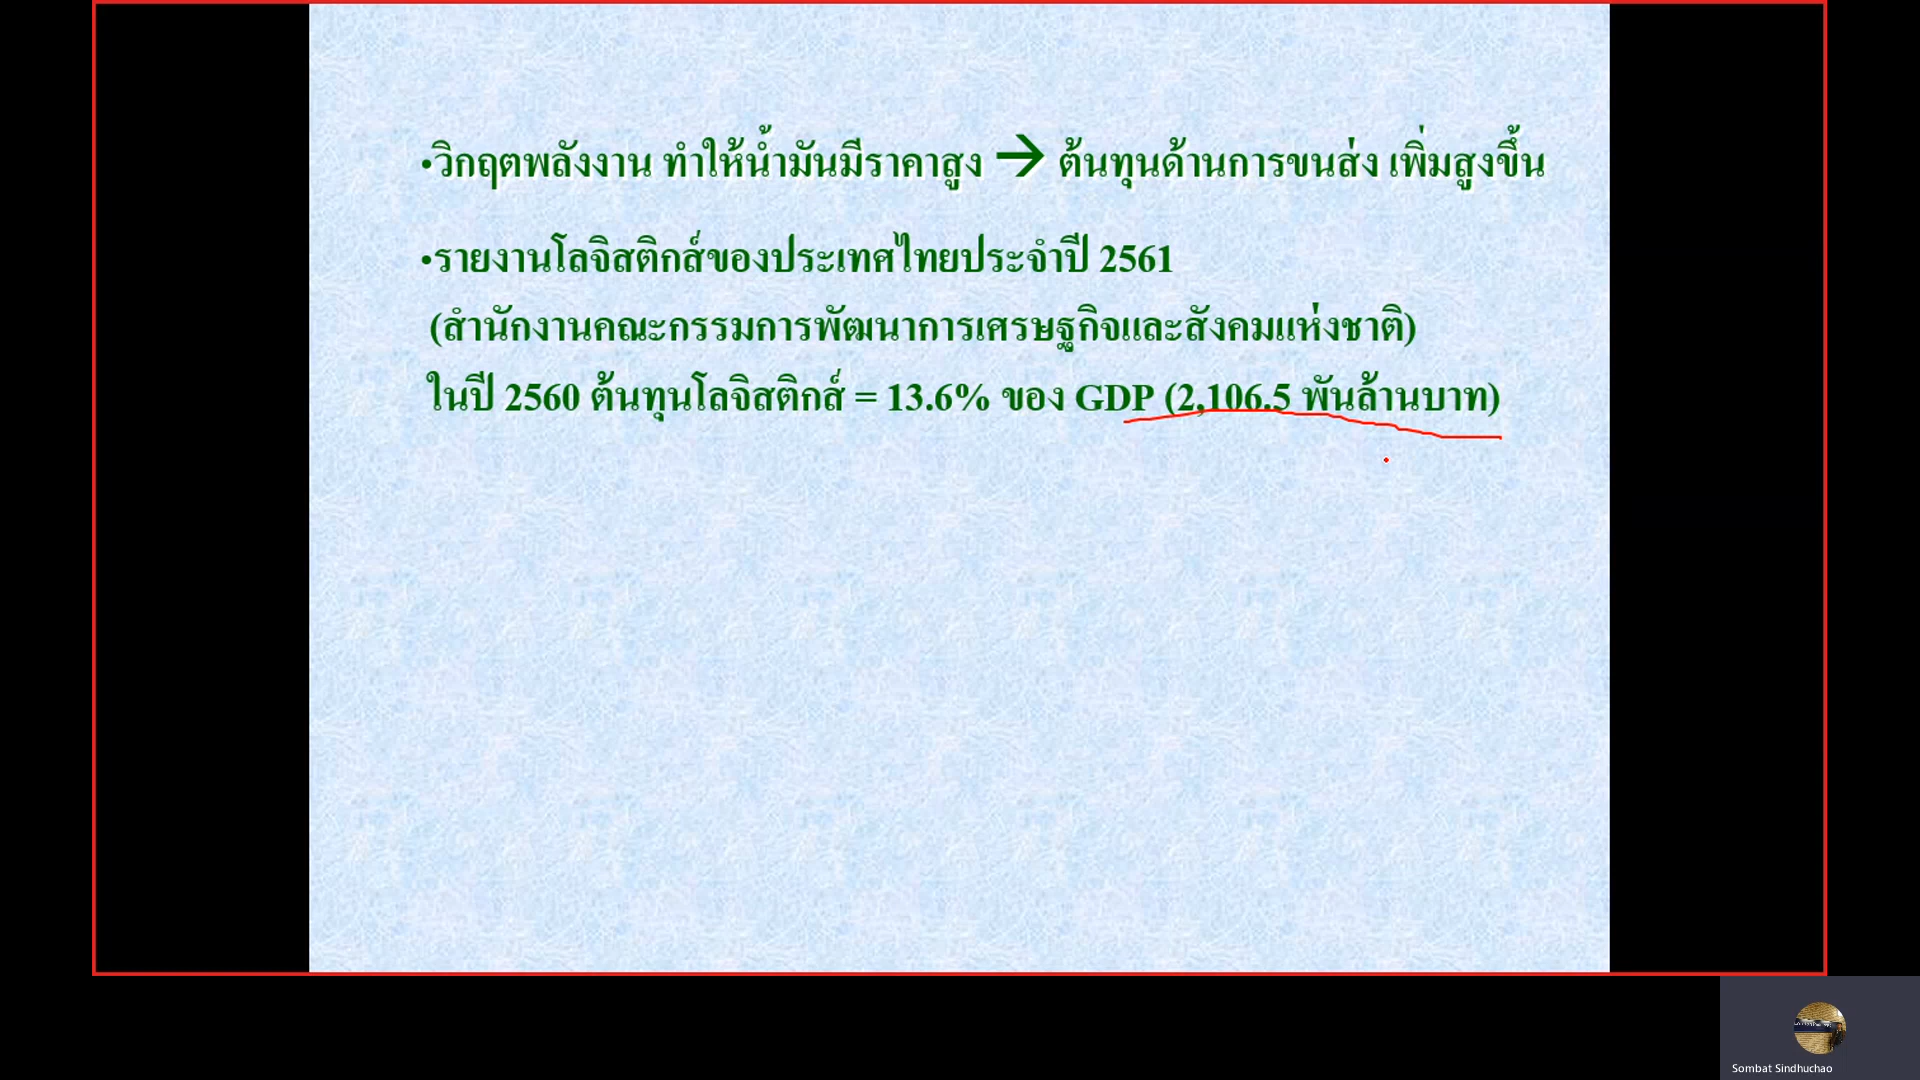 •วิกฤตพลังงาน ทำให้น้ำมันมีราคาสูง → ต้นทุนด้านการขนส่ง เพิ่มสูงขึ้น
•รายงานโลจิสติกส์ของประเทศไทยประจำปี 2561
(สำนักงานคณะกรรมการพัฒนาการเศรษฐกิจและสังคมแห่งชาติ)
ในปี 2560 ต้นทุนโลจิสติกส์ = 13.6% ของ GDP (2,106.5 พันล้านบาท)
Sombat Sindhuchao